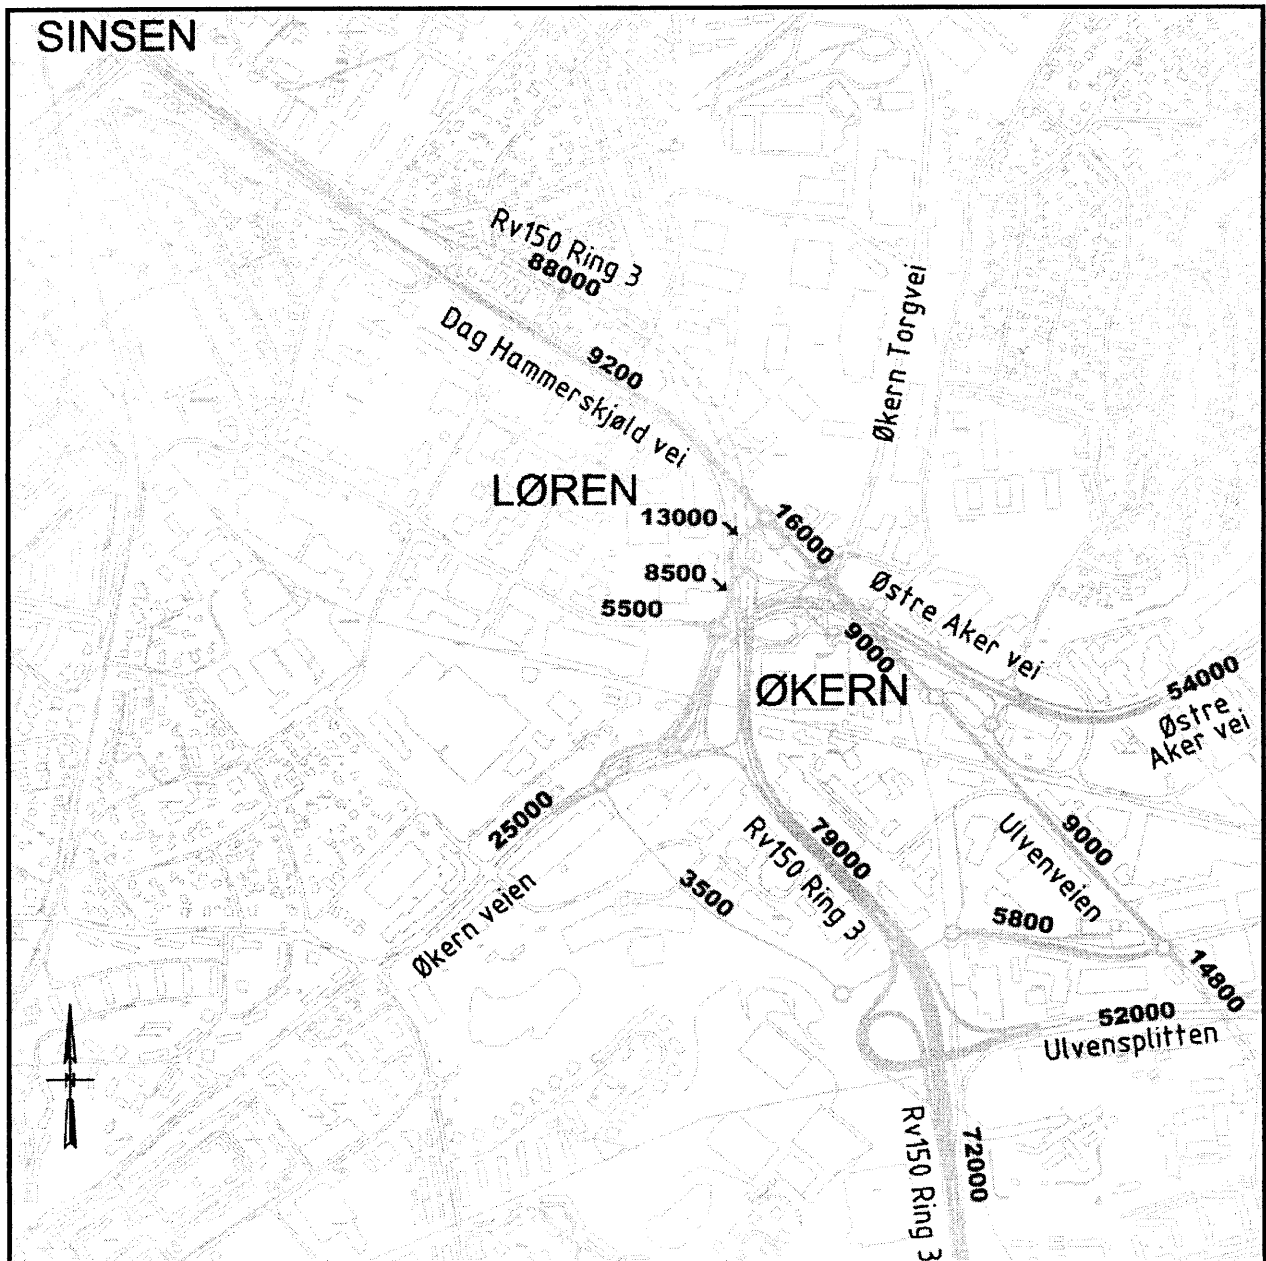 SINSEN
Rv150 Ring 3
88000
Økern Torgvei
9200
Dag Hammerskjøld vei
LØREN
13000
16000
8500
5500
Østre Aker vei
9000
ØKERN
54000
Østre
Aker vei
25000
79000
Rv150 Ring 3
9000
Ulvenveien
3500
Økern veien
5800
14800
52000
Ulvensplitten
N
Rv150 Ring 3
72000